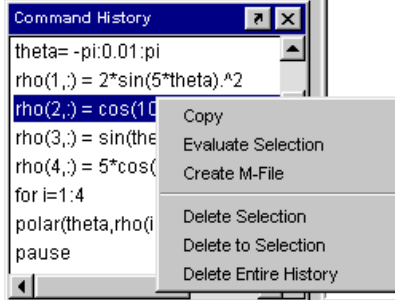 Command History
theta= -pi:0.01:pi
rho(1,:) = 2*sin(5*theta).^2
rho(2,:) = cos(10
rho(3,:) = sin(the
rho(4,:) = 5*cos(
for i=1:4
polar(theta,rho(i
pause
Copy
Evaluate Selection
Create M-File
Delete Selection
Delete to Selection
Delete Entire History